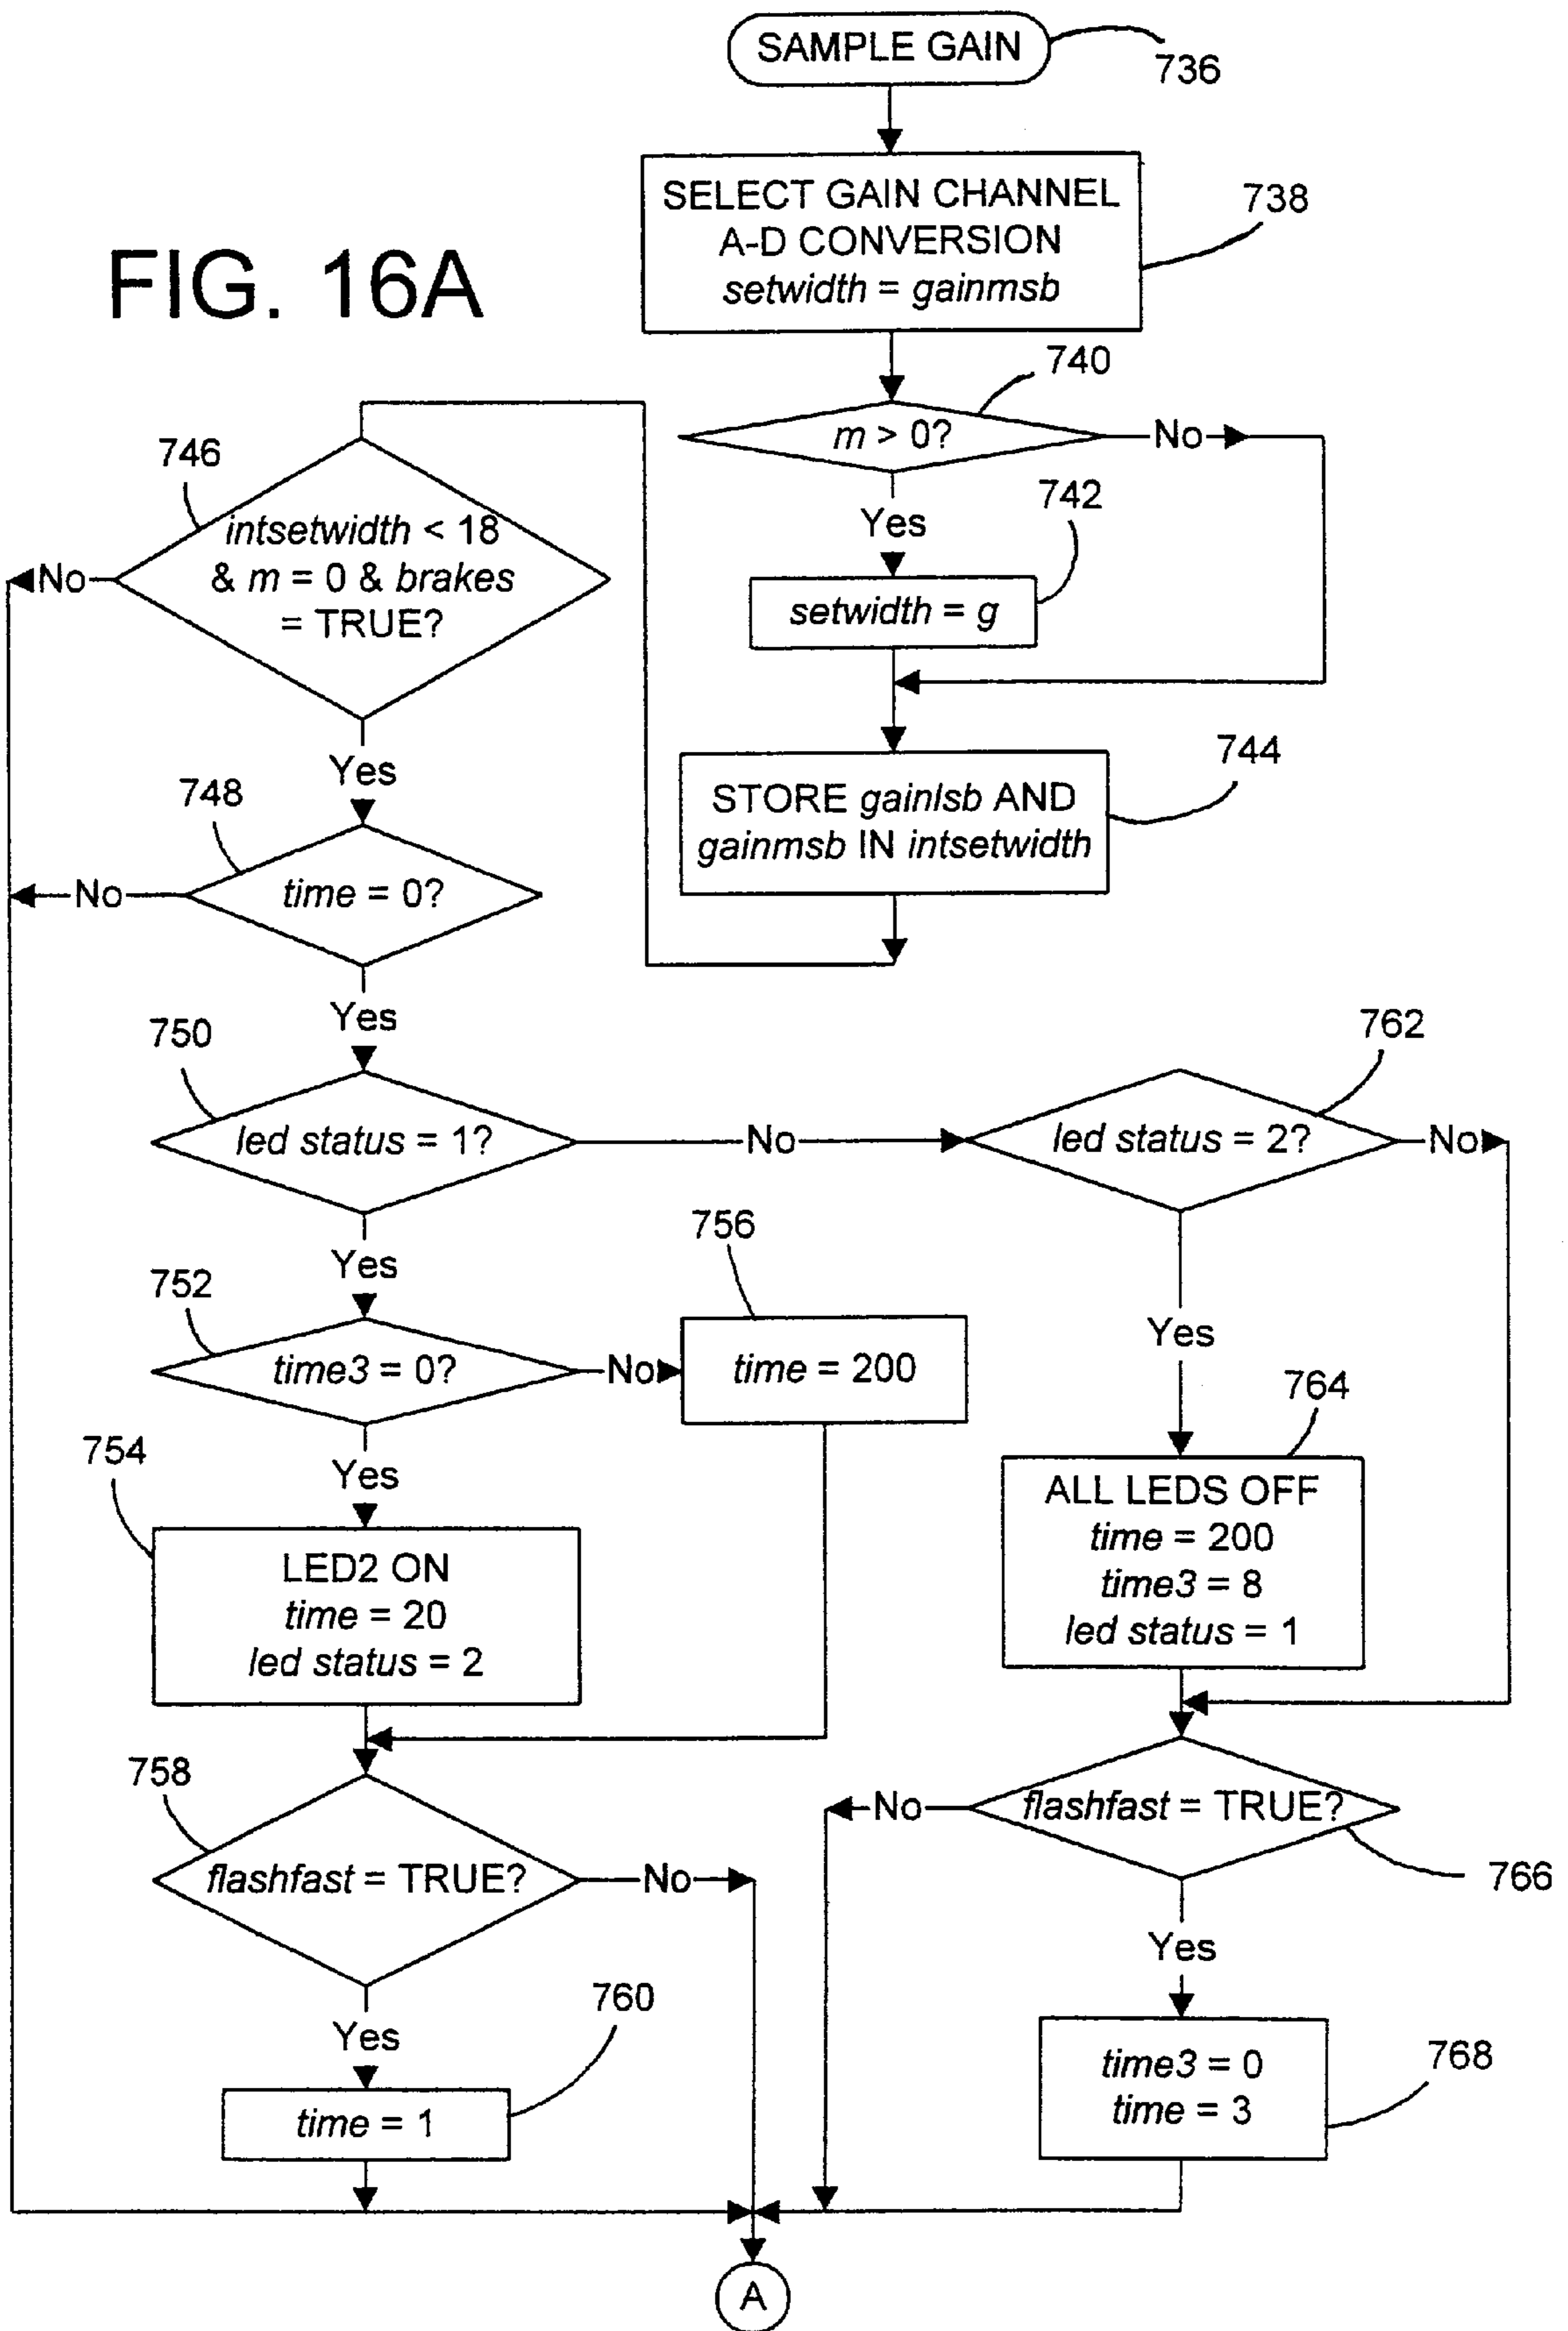 FIG. 16A
SAMPLE GAIN
736
SELECT GAIN CHANNEL
A-D CONVERSION
setwidth = gainmsb
738
740
m > 0?
No
Yes
742
setwidth = g
744
STORE gainlsb AND
gainmsb IN intsetwidth
746
intsetwidth < 18
& m = 0 & brakes
= TRUE?
No
Yes
748
time = 0?
No
Yes
750
led status = 1?
No
Yes
762
led status = 2?
No
Yes
752
time3 = 0?
No
Yes
756
time = 200
754
LED2 ON
time = 20
led status = 2
764
ALL LEDS OFF
time = 200
time3 = 8
led status = 1
758
flashfast = TRUE?
No
Yes
760
time = 1
flashfast = TRUE?
No
766
Yes
time3 = 0
time = 3
768
A